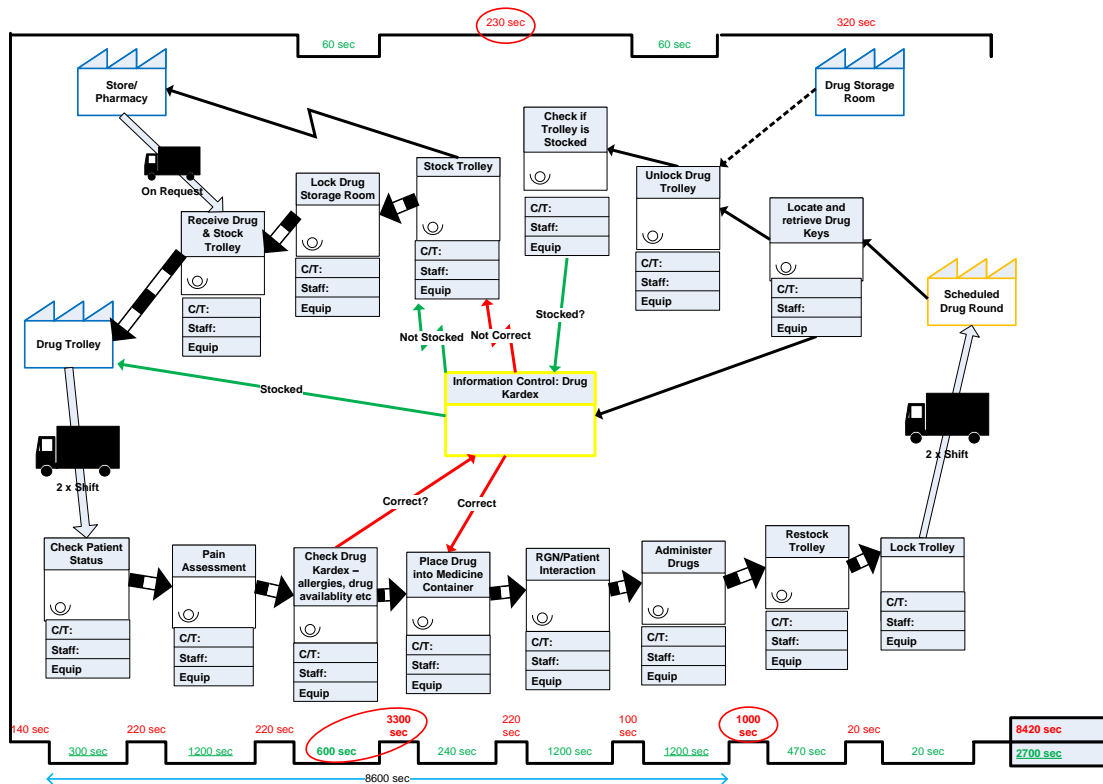 230 sec
320 sec
60 sec
60 sec
Store/
Pharmacy
Drug Storage
Room
Check if
Trolley is
Stocked
Stock Trolley
Unlock Drug
Trolley
Lock Drug
Storage Room
On Request
Receive Drug
& Stock
Trolley
Locate and
retrieve Drug
Keys
C/T:
Staff:
Equip
C/T:
Staff:
Equip
C/T:
Staff:
Equip
C/T:
Staff:
Equip
C/T:
Staff:
Equip
C/T:
Staff:
Equip
Scheduled
Drug Round
Drug Trolley
Not Stocked
Not Correct
Stocked?
Stocked
Information Control: Drug
Kardex
2 x Shift
2 x Shift
Correct?
Correct
Check Patient
Status
Pain
Assessment
Check Drug
Kardex –
allergies, drug
availablity etc
Place Drug
into Medicine
Container
RGN/Patient
Interaction
Administer
Drugs
Restock
Trolley
Lock Trolley
C/T:
Staff:
Equip
C/T:
Staff:
Equip
C/T:
Staff:
Equip
C/T:
Staff:
Equip
C/T:
Staff:
Equip
C/T:
Staff:
Equip
C/T:
Staff:
Equip
C/T:
Staff:
Equip
140 sec
220 sec
220 sec
3300
sec
220
sec
100
sec
1000
sec
20 sec
8420 sec
300 sec
1200 sec
600 sec
240 sec
1200 sec
1200 sec
470 sec
20 sec
2700 sec
8600 sec